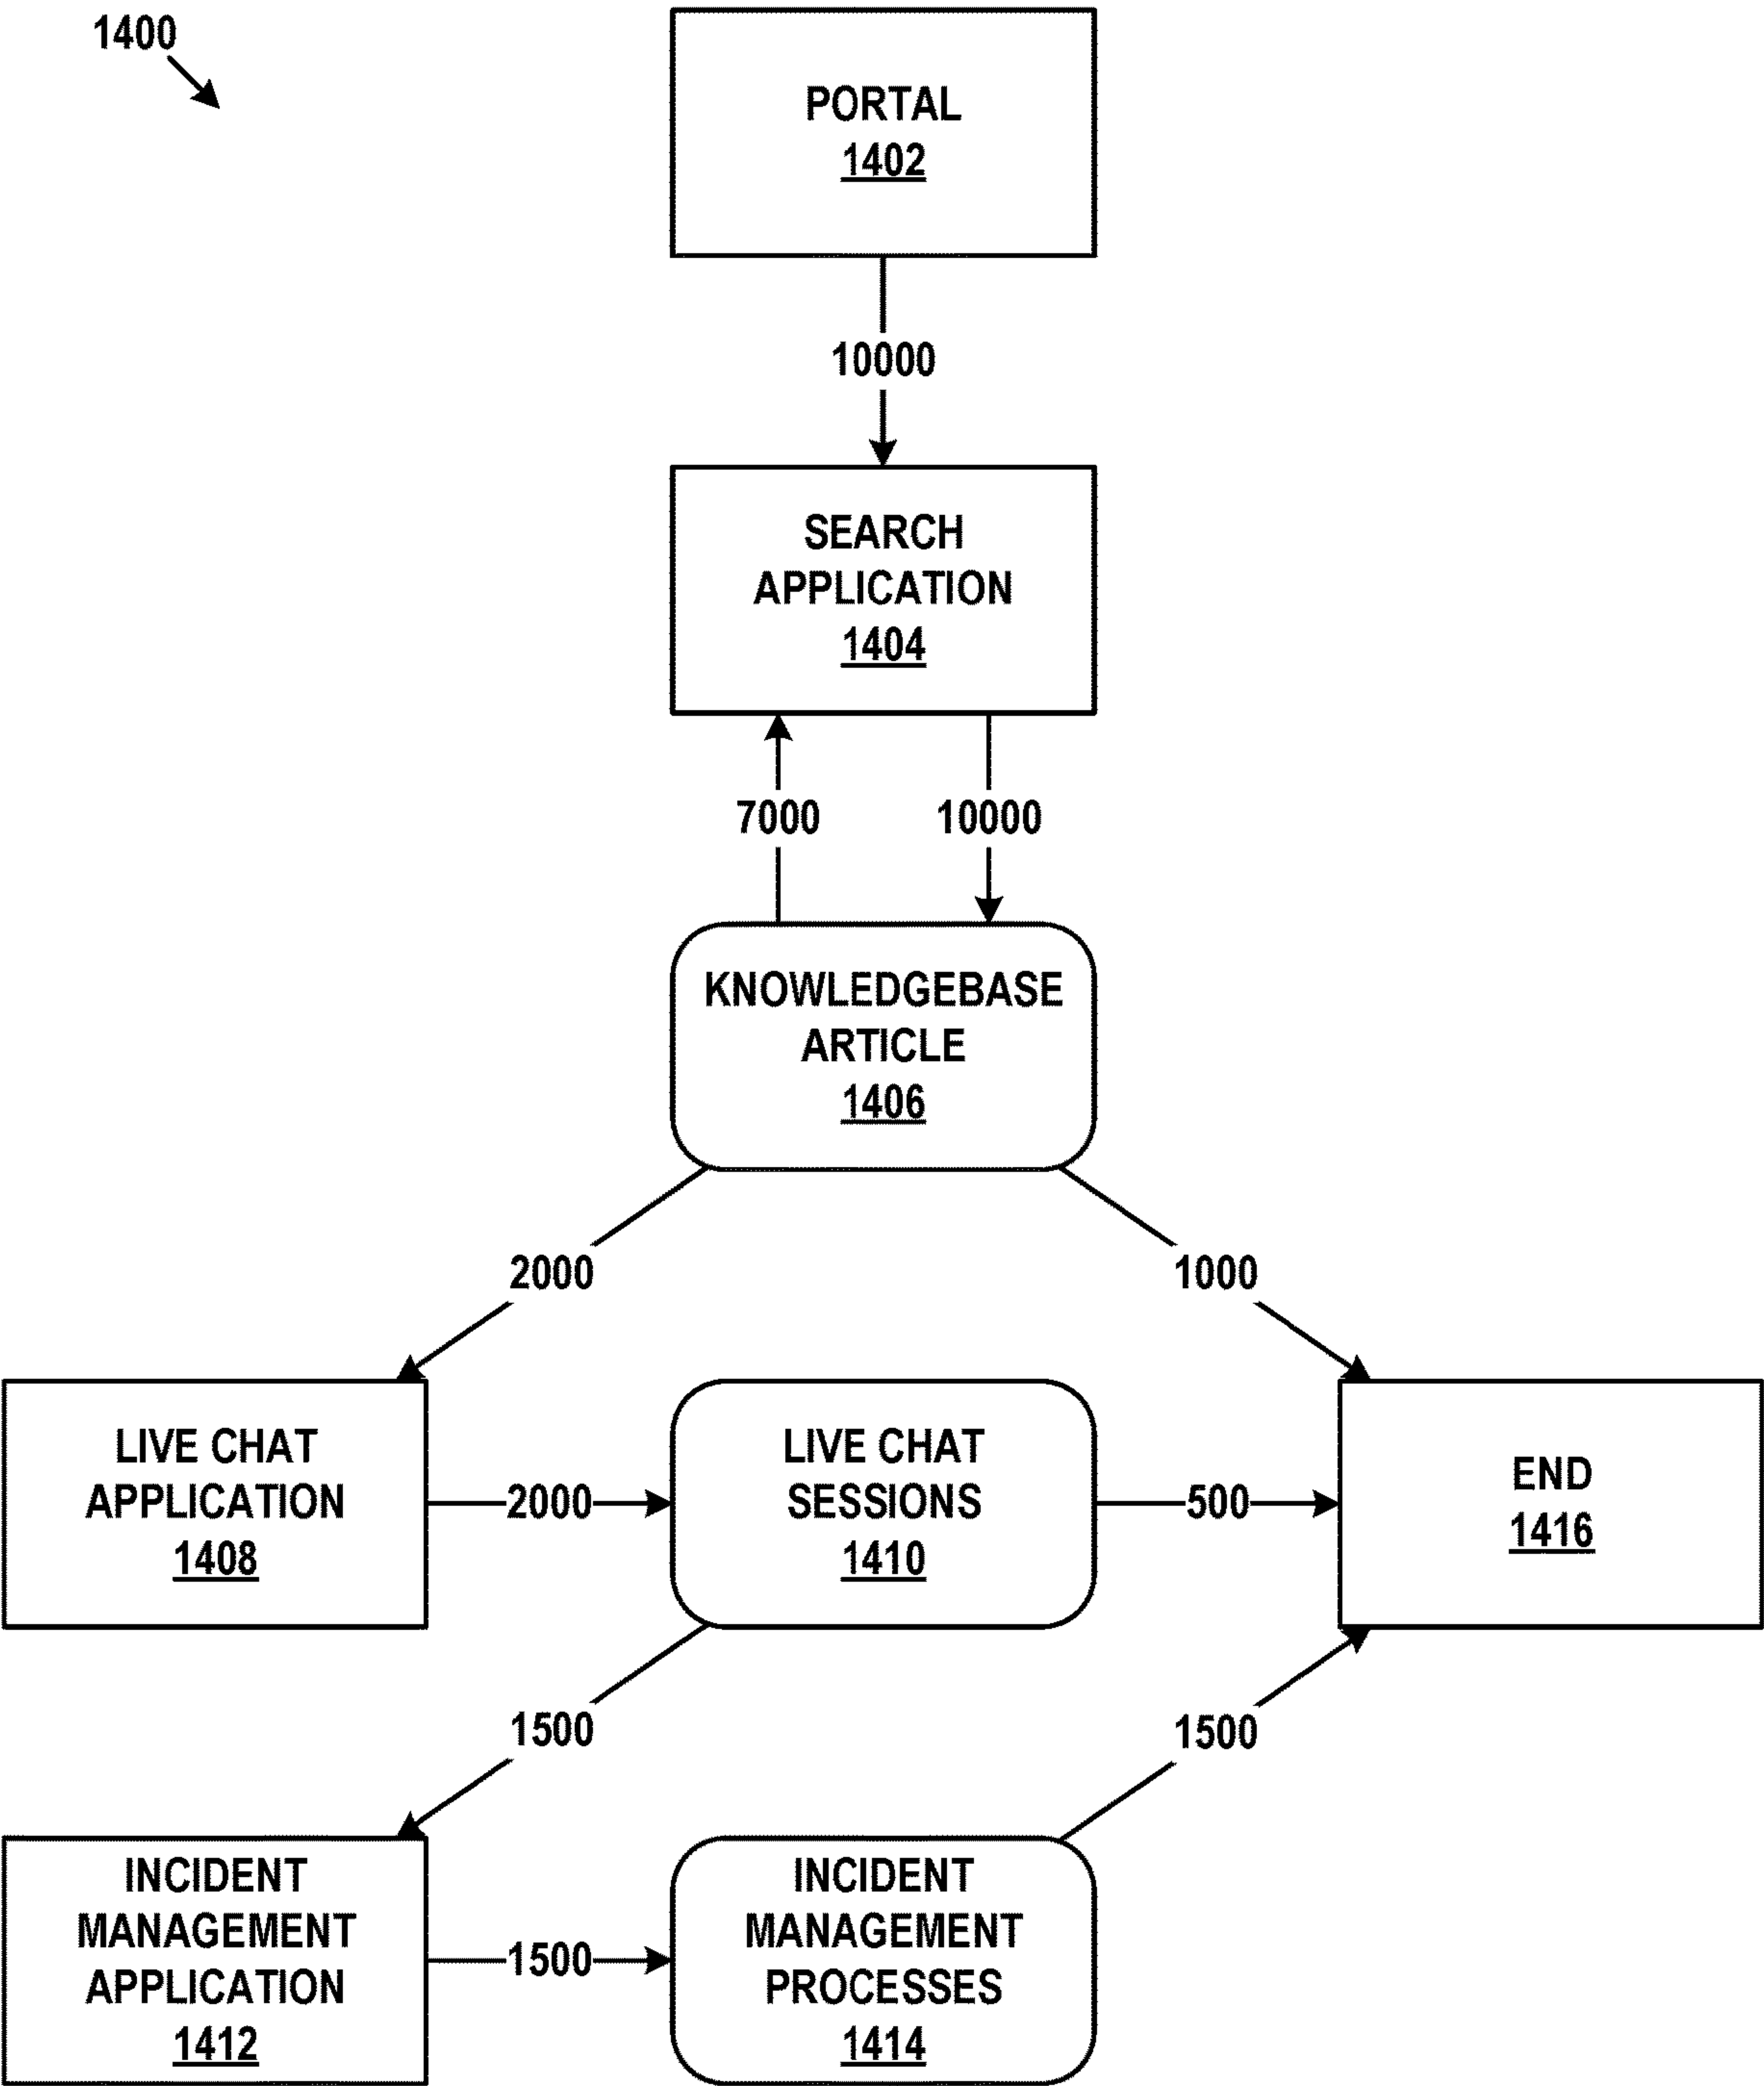 1400
PORTAL
1402
10000
SEARCH
APPLICATION
1404
7000
10000
KNOWLEDGEBASE
ARTICLE
1406
2000
1000
LIVE CHAT
APPLICATION
1408
2000
LIVE CHAT
SESSIONS
1410
500
END
1416
1500
1500
INCIDENT
MANAGEMENT
APPLICATION
1412
1500
INCIDENT
MANAGEMENT
PROCESSES
1414